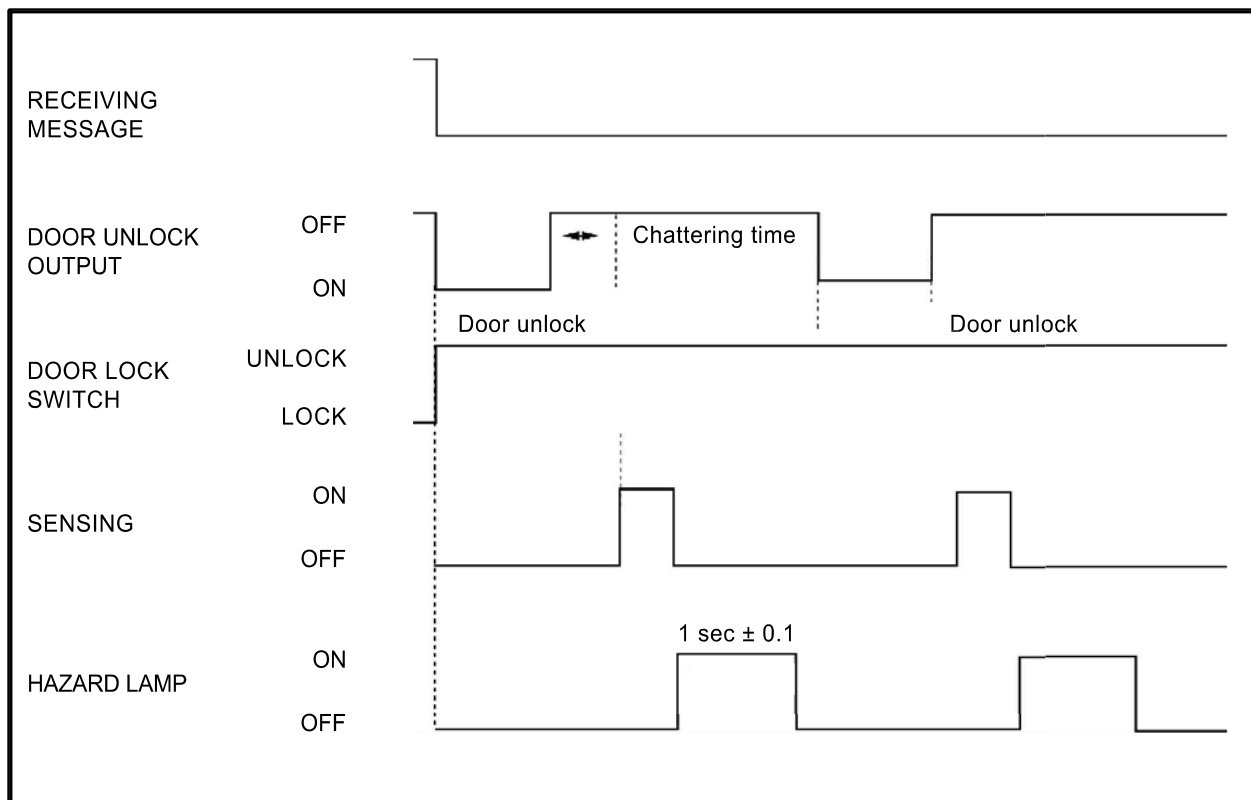 RECEIVING
MESSAGE
DOOR UNLOCK
OUTPUT
OFF
ON
Chattering time
Door unlock
Door unlock
DOOR LOCK
SWITCH
UNLOCK
LOCK
SENSING
ON
OFF
HAZARD LAMP
ON
OFF
1 sec ± 0.1